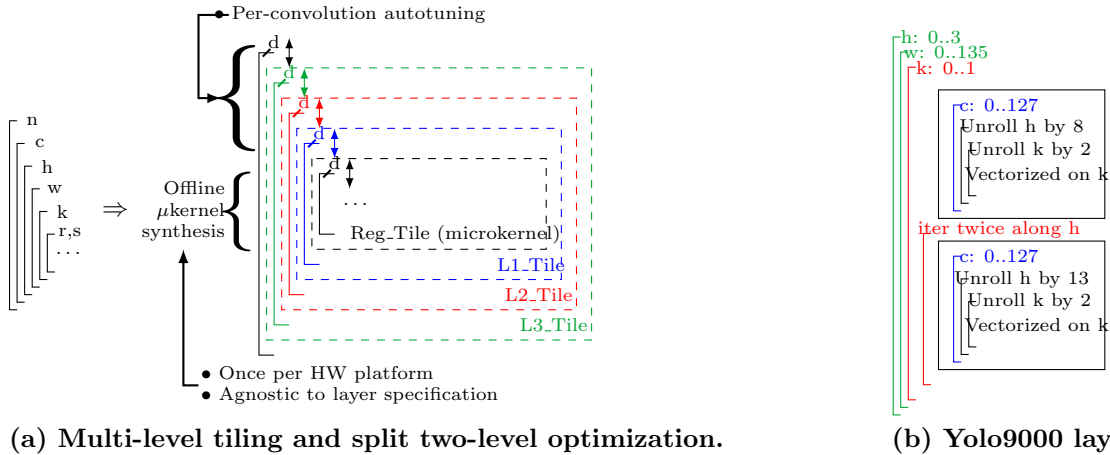 ● Per-convolution autotuning
d
d
d
d
d
. . .
Reg_Tile (microkernel)
L1_Tile
L2_Tile
L3_Tile
n
c
h
w
k
r,s
. . .
⇒
Offline
μkernel
synthesis
● Once per HW platform
● Agnostic to layer specification
(a) Multi-level tiling and split two-level optimization.
h: 0..3
w: 0..135
k: 0..1
c: 0..127
Unroll h by 8
Unroll k by 2
Vectorized on k
iter twice along h
c: 0..127
Unroll h by 13
Unroll k by 2
Vectorized on k
(b) Yolo9000 lay